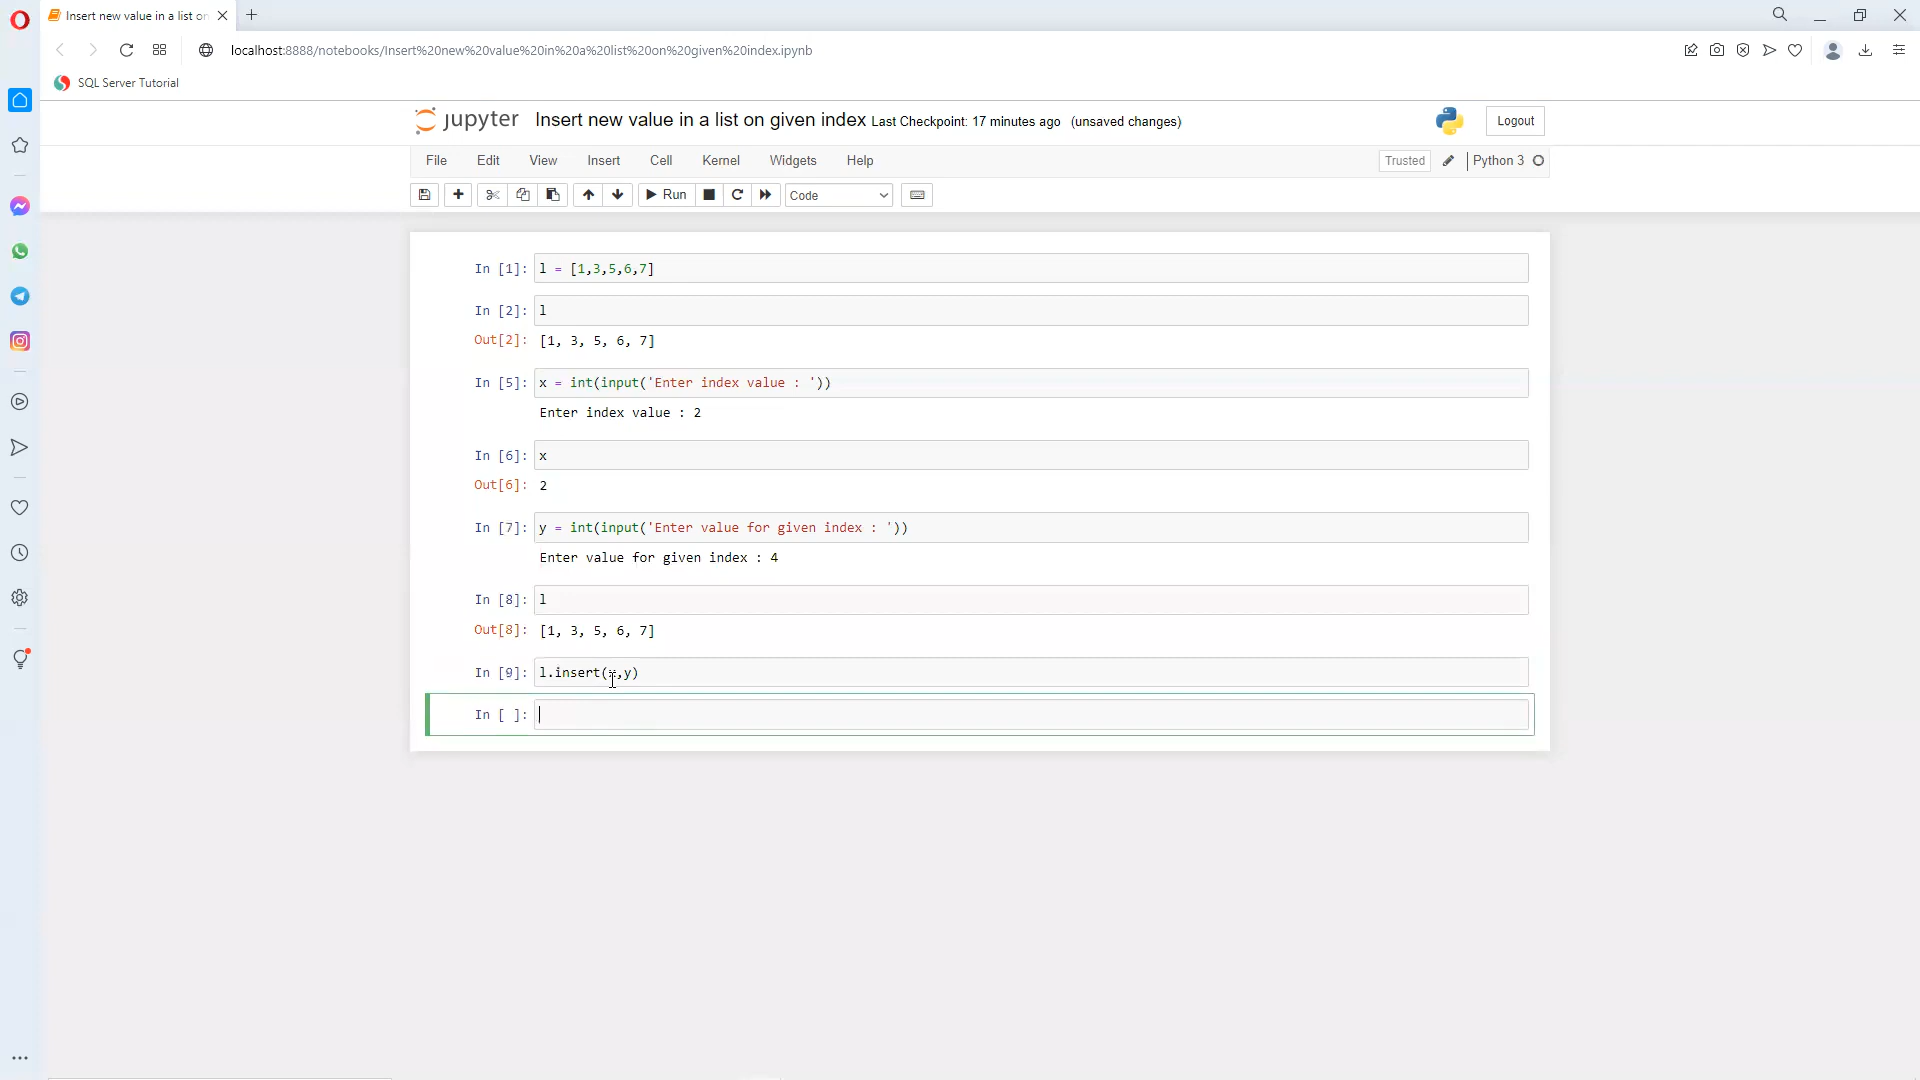 Insert new value in a list on
localhost:8888/notebooks/Insert%20new%20value%20in%20a%20list%20on%20given%20index.ipynb
SQL Server Tutorial
jupyter Insert new value in a list on given index Last Checkpoint: 17 minutes ago (unsaved changes)
Logout
File Edit View Insert Cell Kernel Widgets Help
Trusted Python 3
Run Code
In [1]: l = [1,3,5,6,7]
In [2]: l
Out[2]: [1, 3, 5, 6, 7]
In [5]: x = int(input('Enter index value : '))
Enter index value : 2
In [6]: x
Out[6]: 2
In [7]: y = int(input('Enter value for given index : '))
Enter value for given index : 4
In [8]: l
Out[8]: [1, 3, 5, 6, 7]
In [9]: l.insert(x,y)
In [ ]: